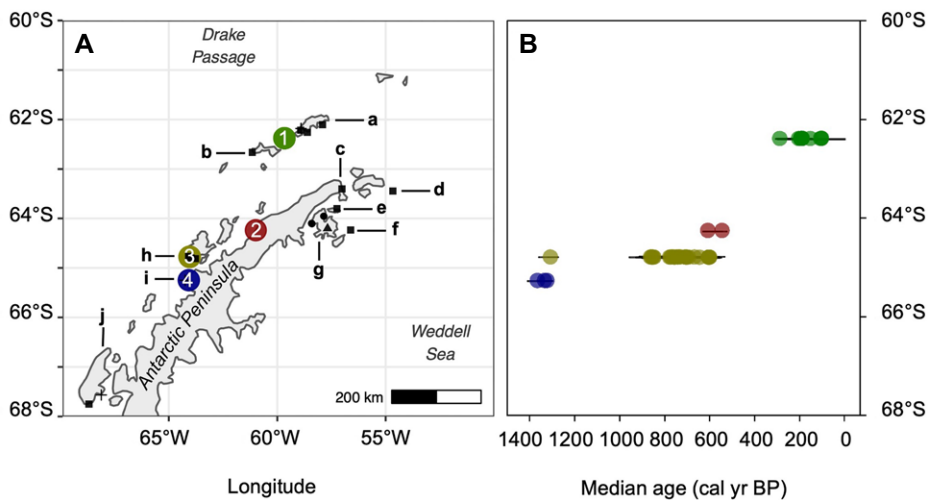 60°S
62°S
64°S
66°S
68°S
A
Drake
Passage
1
a
b
c
d
e
2
f
g
h
3
i
4
j
Antarctic Peninsula
Weddell
Sea
200 km
65°W
60°W
55°W
Longitude
B
60°S
62°S
64°S
66°S
68°S
1400
1200
1000
800
600
400
200
0
Median age (cal yr BP)